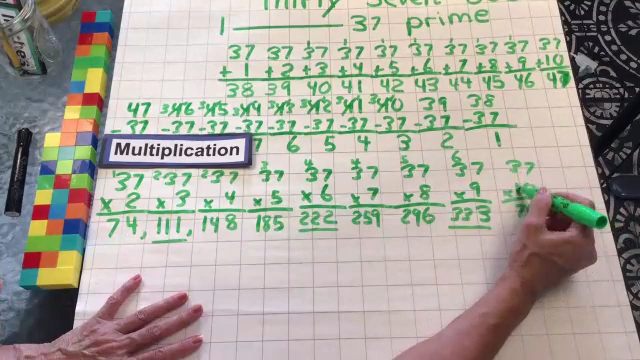 Thirty Seven
1 37 prime
37 37 37 37 37 37 37 37 37 37
+1 +2 +3 +4 +5 +6 +7 +8 +9 +10
38 39 40 41 42 43 44 45 46 47
47 46 45 44 43 42 41 40 39 38
-37 -37 -37 -37 -37 -37 -37 -37 -37 -37
7 6 5 4 3 2 1
Multiplication
37 37 37 37 37 37 37 37 37
x2 x3 x4 x5 x6 x7 x8 x9
74, 111, 148 185 222 259 296 333